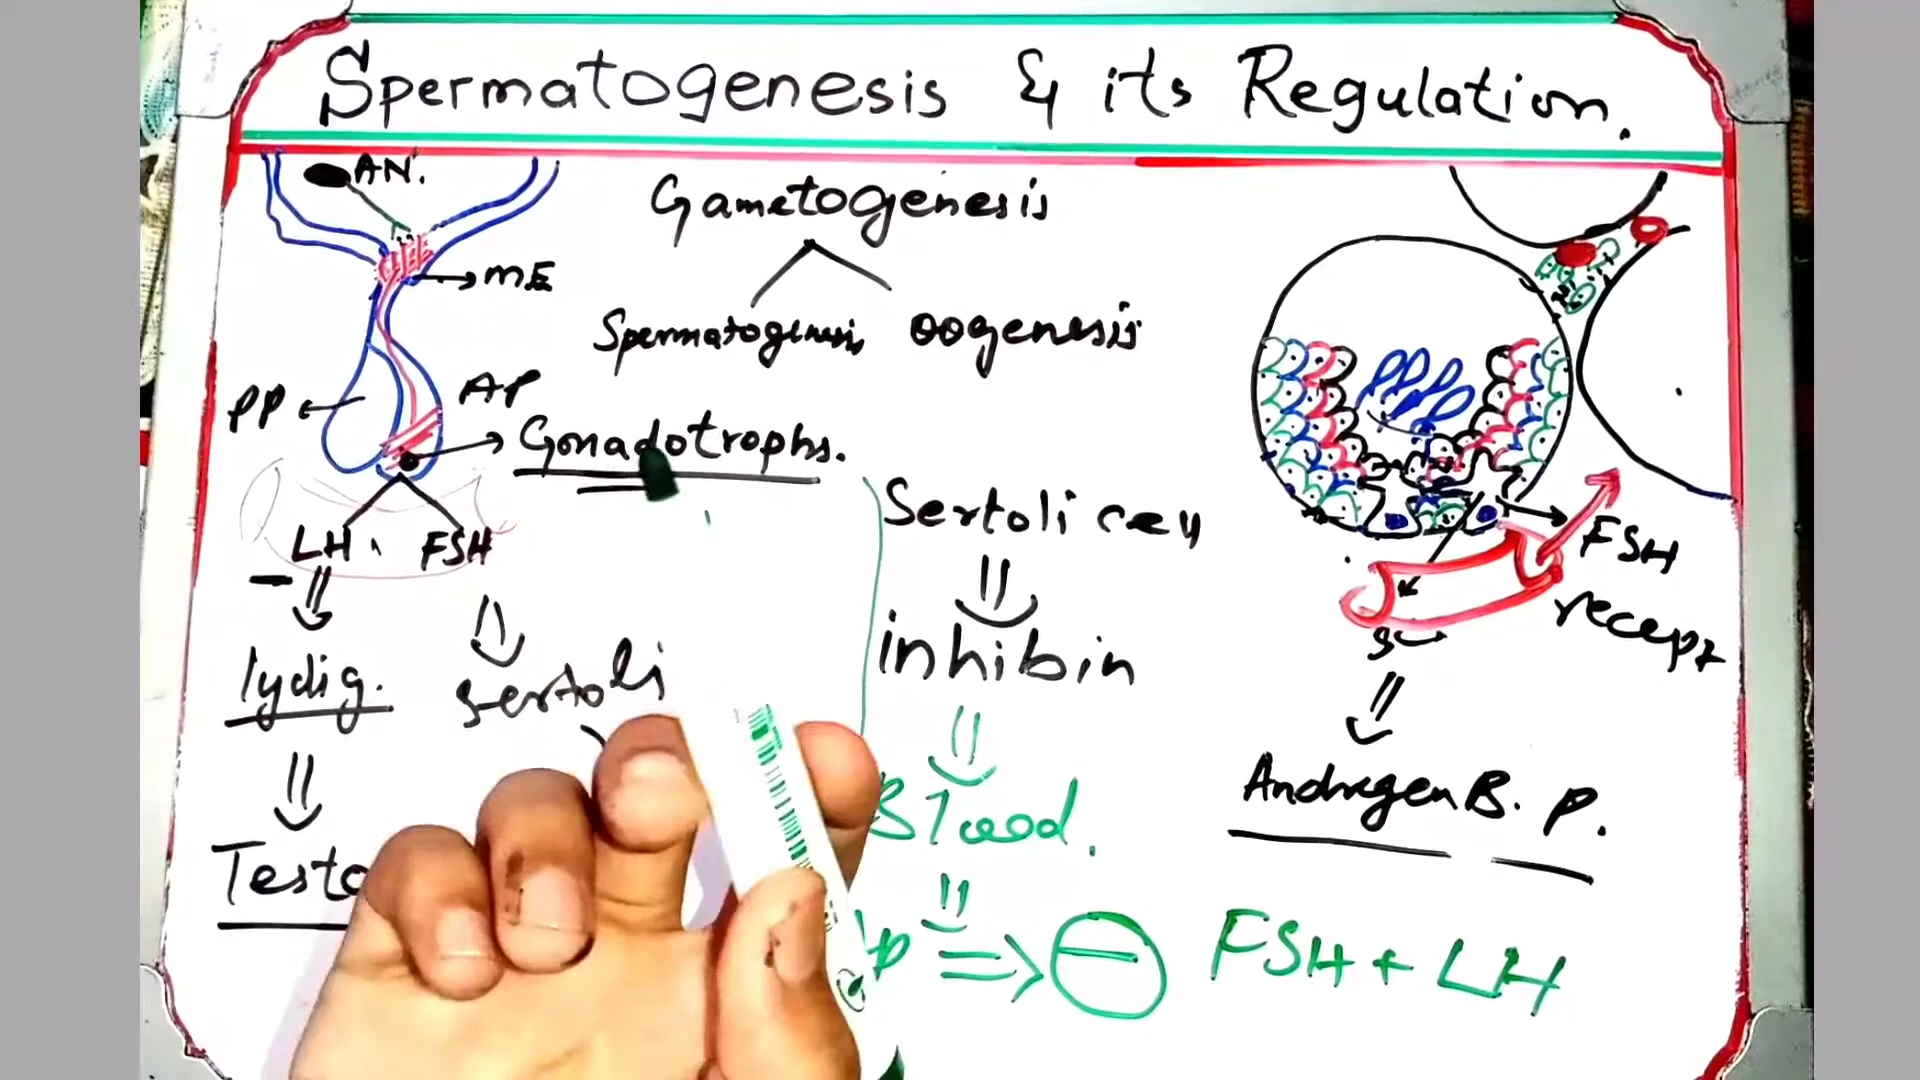 Spermatogenesis & its Regulation.
AN.
Gametogenesis
mE
Spermatogenesis oogenesis
PP
AP
Gonadotrophs.
LH FSH
Sertoli cell
FSH
recept
lydig.
sertoli
inhibin
Testo
Blood.
Androgen B. P.
FSH + LH